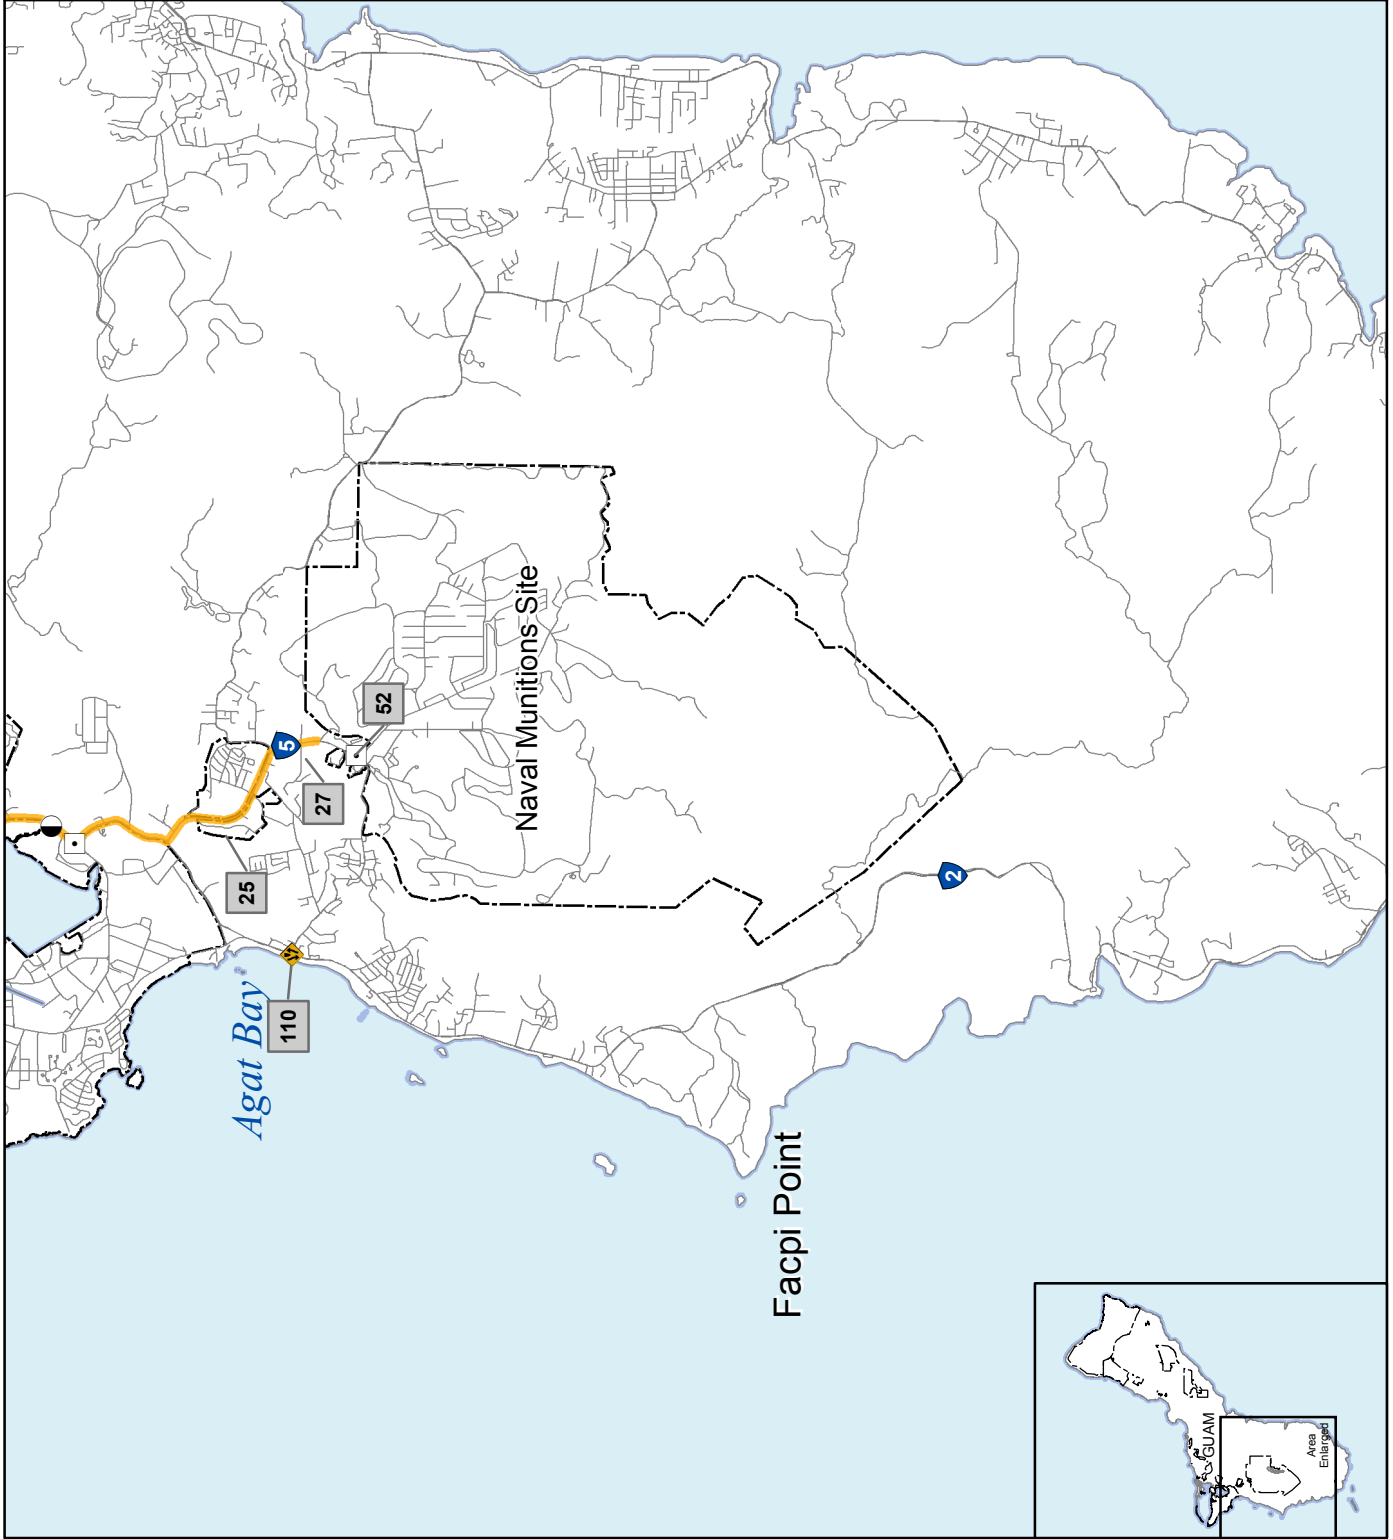 5
52
27
25
Naval Munitions Site
2
Agat Bay
110
Facpi Point
GUAM
Area
Enlarged